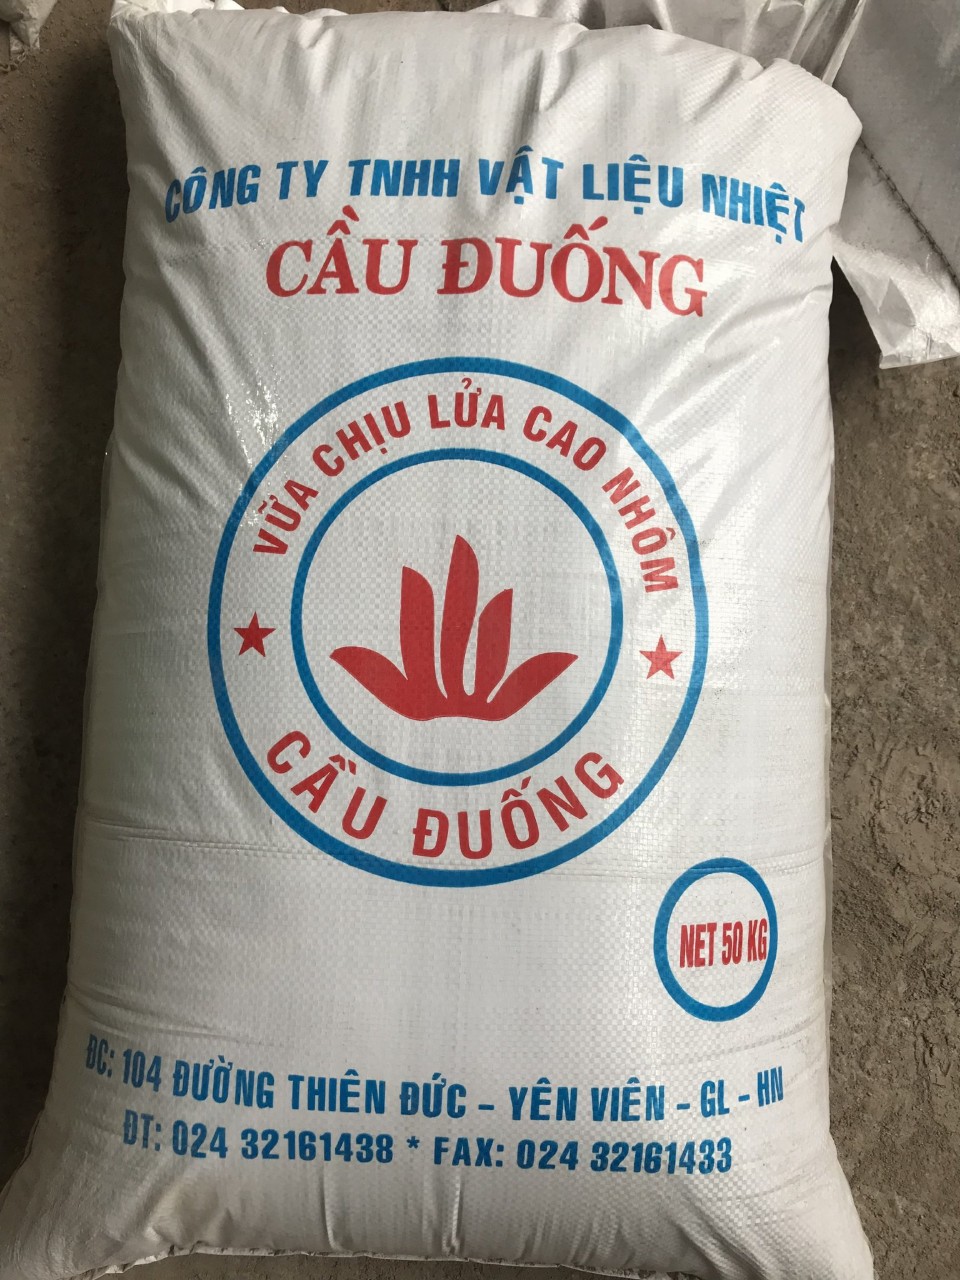 CÔNG TY TNHH VẬT LIỆU NHIỆT
CẦU ĐUỐNG
VỮA CHỊU LỬA CAO NHÔM
CẦU ĐUỐNG
NET 50 KG
ĐC: 104 ĐƯỜNG THIÊN ĐỨC - YÊN VIÊN - GL - HN
ĐT: 024 32161438 * FAX: 024 32161433